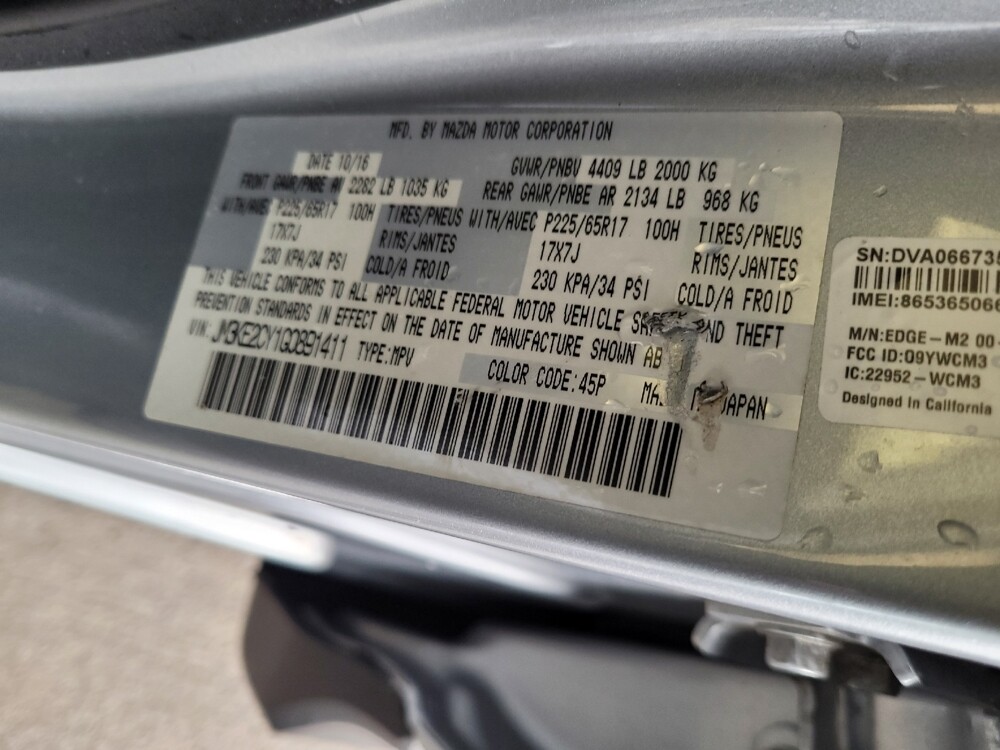 MFD. BY MAZDA MOTOR CORPORATION
DATE 10/16 GVWR/PNBV 4409 LB 2000 KG
FRONT GAWR/PNBE AV 2282 LB 1035 KG REAR GAWR/PNBE AR 2134 LB 968 KG
WITH/AVEC P225/65R17 100H TIRES/PNEUS WITH/AVEC P225/65R17 100H TIRES/PNEUS
17X7J RIMS/JANTES 17X7J RIMS/JANTES
230 KPA/34 PSI COLD/A FROID 230 KPA/34 PSI COLD/A FROID
THIS VEHICLE CONFORMS TO ALL APPLICABLE FEDERAL MOTOR VEHICLE THEFT
PREVENTION STANDARDS IN EFFECT ON THE DATE OF MANUFACTURE SHOWN AB
VIN: JM3KE2CY1G0891411 TYPE:MPV
COLOR CODE:45P JAPAN
SN:DVA066735
IMEI:865365066
M/N:EDGE-M2 00-
FCC ID:O9YWCM3
IC:22952-WCM3
Designed in California